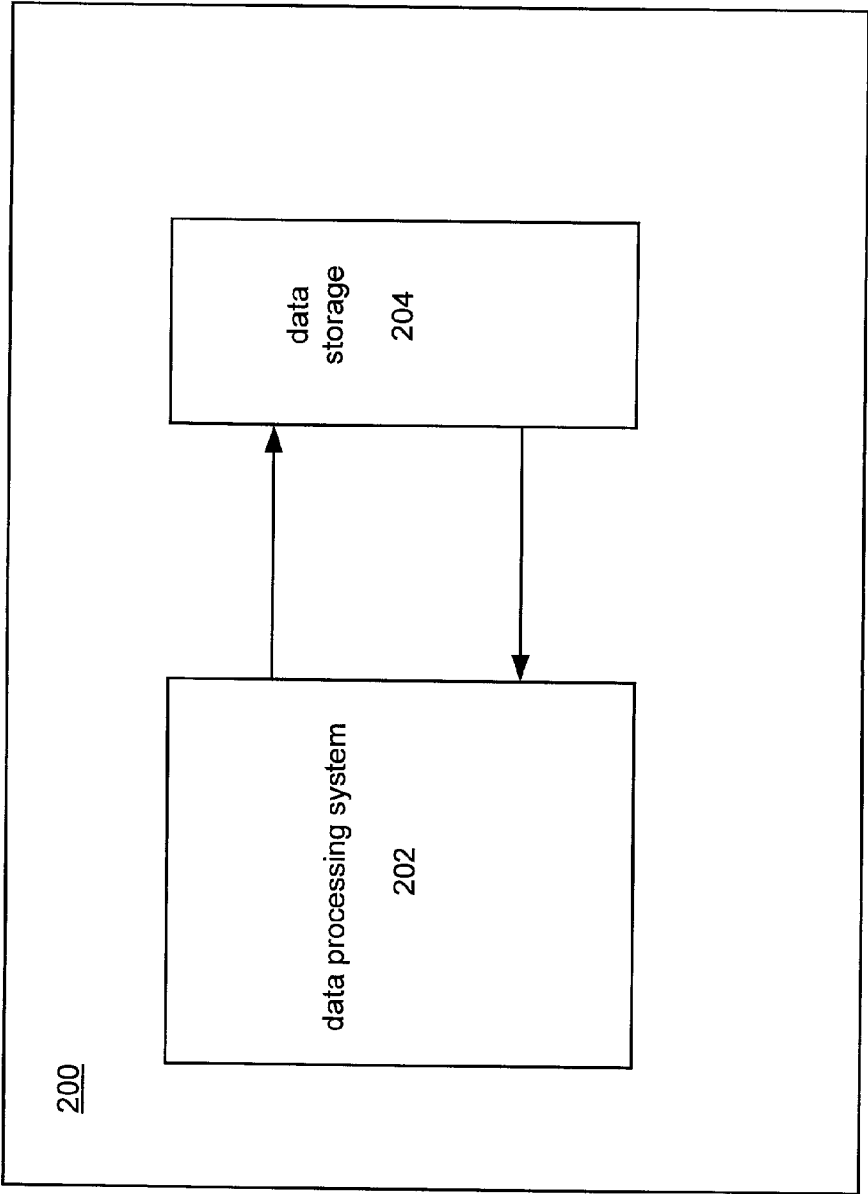 200
data processing system
202
data
storage
204